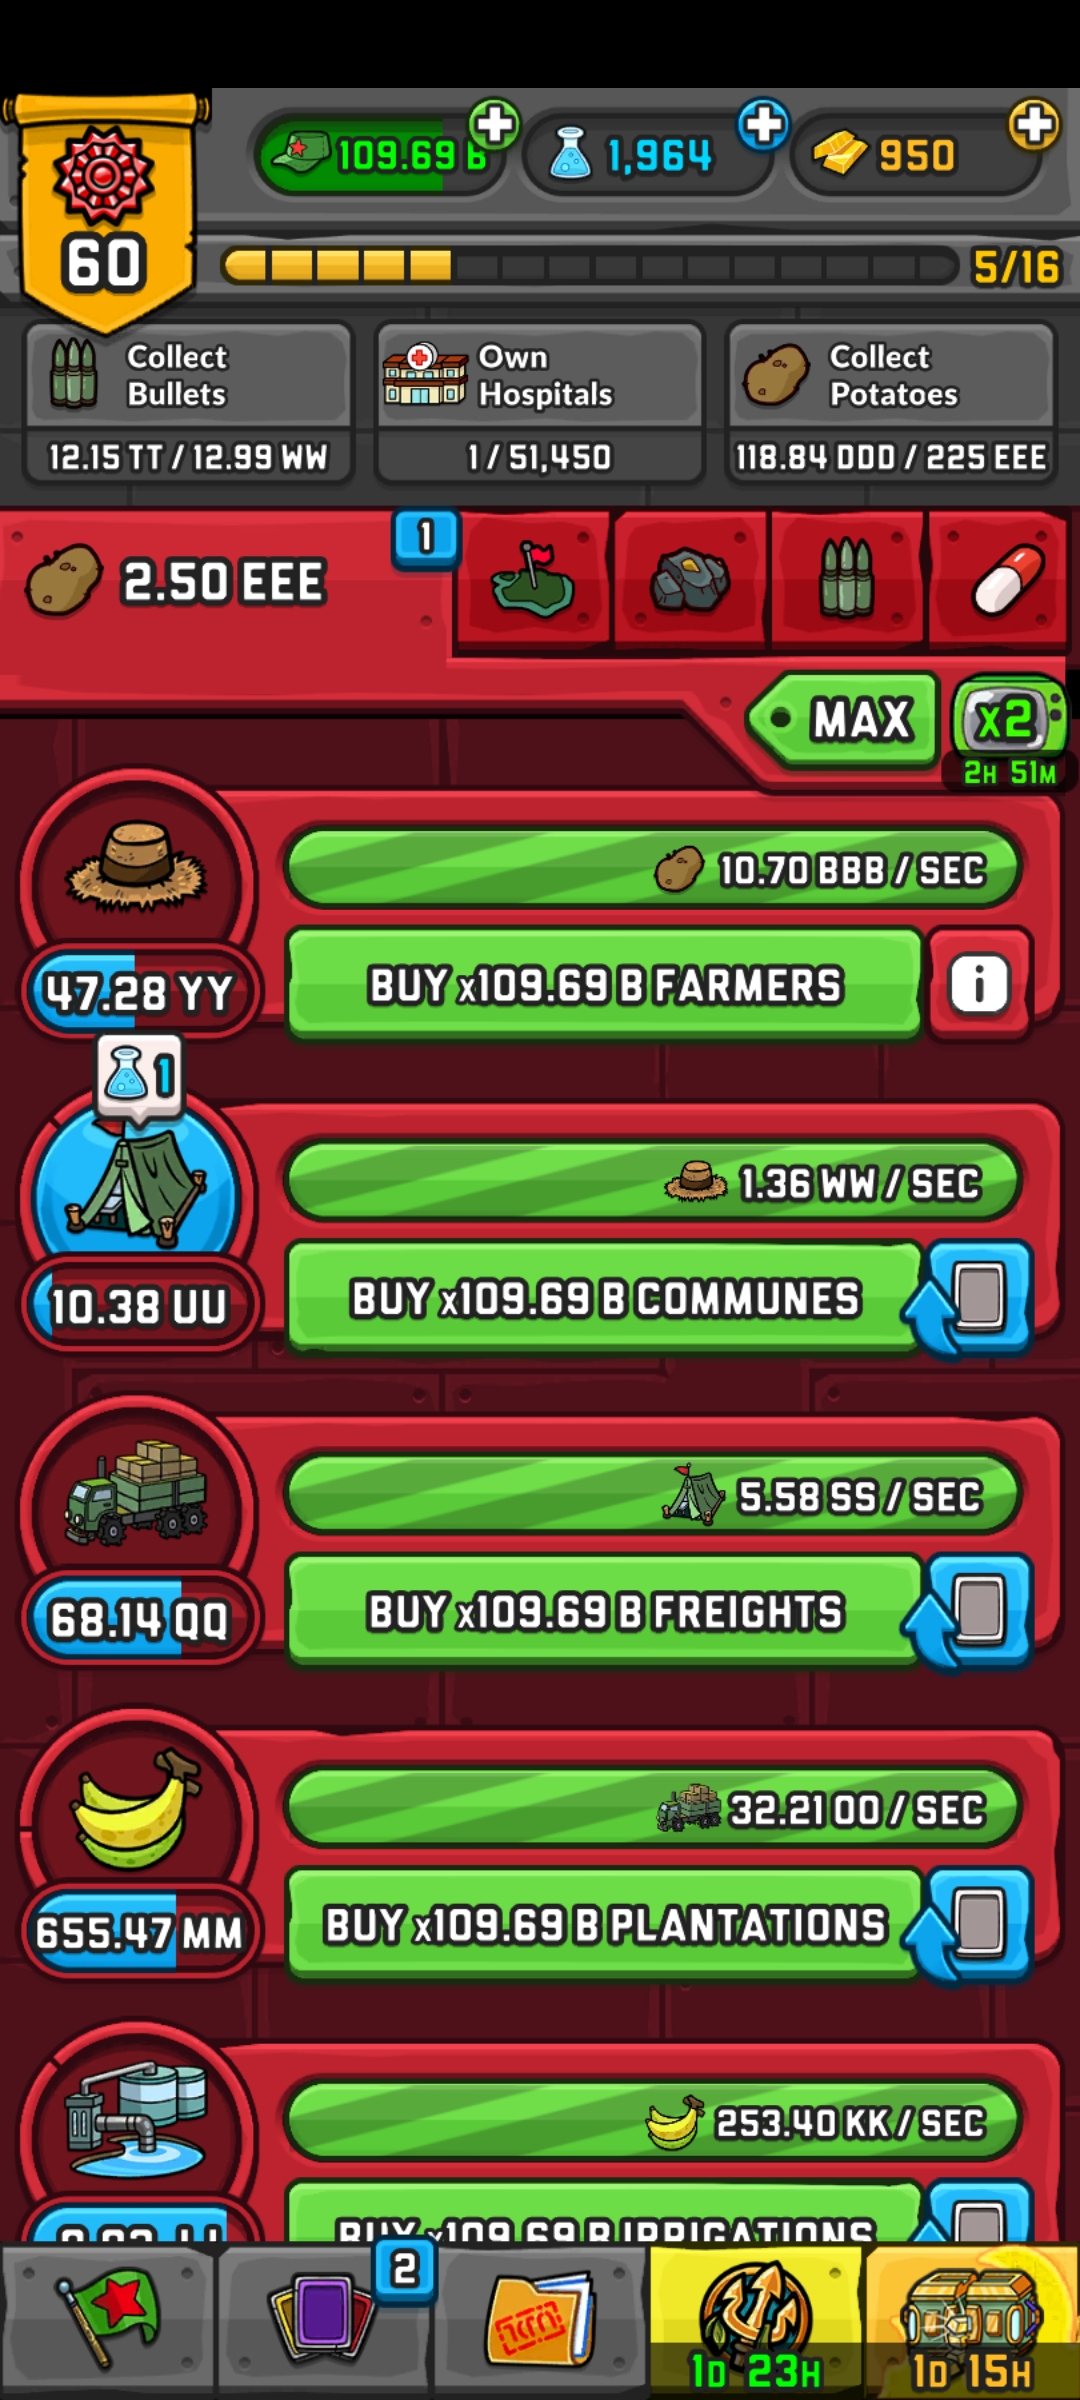 109.69 B
1,964
950
60
5/16
Collect
Bullets
12.15 TT / 12.99 WW
Own
Hospitals
1 / 51,450
Collect
Potatoes
118.84 DDD / 225 EEE
2.50 EEE
1
MAX
x2
2H 51M
10.70 BBB / SEC
47.28 YY
BUY x109.69 B FARMERS
i
1
1.36 WW / SEC
10.38 UU
BUY x109.69 B COMMUNES
5.58 SS / SEC
68.14 QQ
BUY x109.69 B FREIGHTS
32.21 OO / SEC
655.47 MM
BUY x109.69 B PLANTATIONS
253.40 KK / SEC
BUY x109.69 B IRRIGATIONS
2
1D 23H
1D 15H